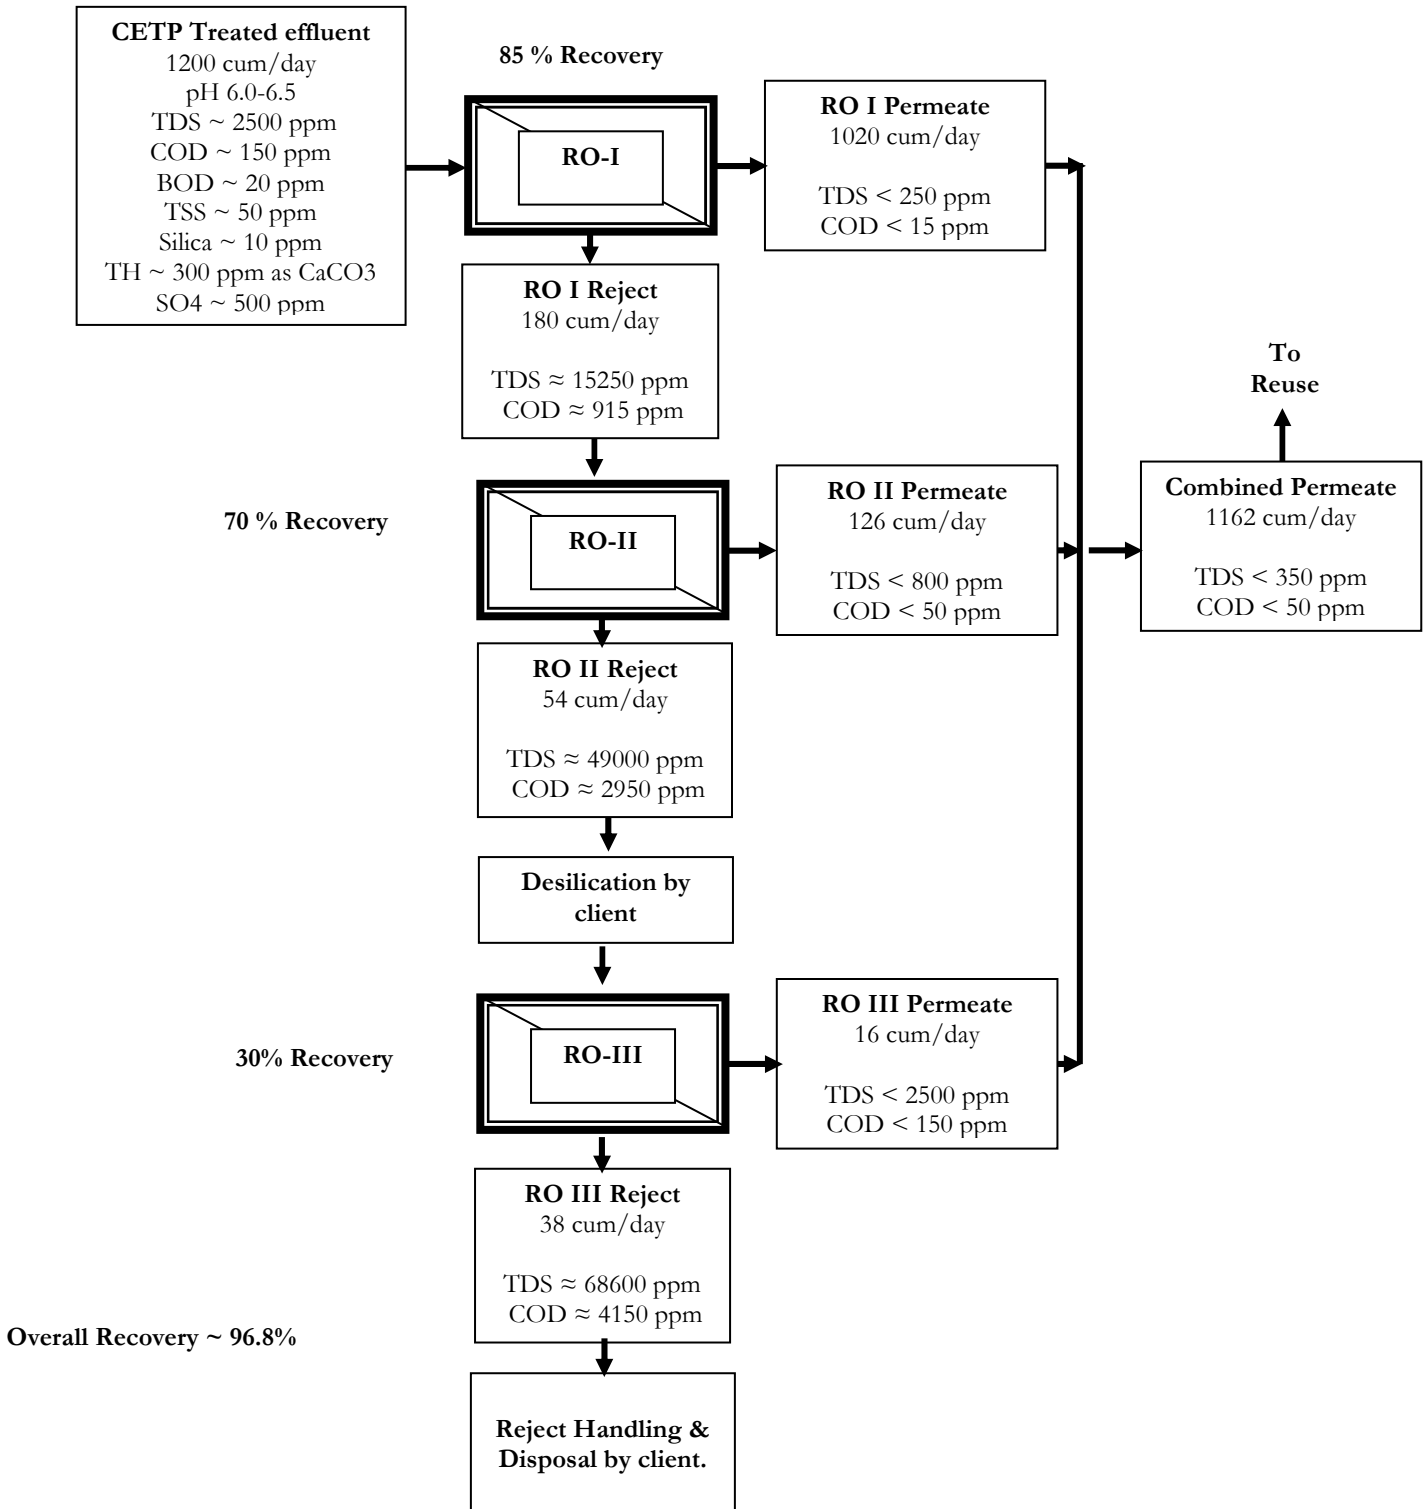 CETP Treated effluent
1200 cum/day
pH 6.0-6.5
TDS ~ 2500 ppm
COD ~ 150 ppm
BOD ~ 20 ppm
TSS ~ 50 ppm
Silica ~ 10 ppm
TH ~ 300 ppm as CaCO3
SO4 ~ 500 ppm
85 % Recovery
RO-I
RO I Permeate
1020 cum/day
TDS < 250 ppm
COD < 15 ppm
RO I Reject
180 cum/day
TDS ≈ 15250 ppm
COD ≈ 915 ppm
To
Reuse
70 % Recovery
RO-II
RO II Permeate
126 cum/day
TDS < 800 ppm
COD < 50 ppm
Combined Permeate
1162 cum/day
TDS < 350 ppm
COD < 50 ppm
RO II Reject
54 cum/day
TDS ≈ 49000 ppm
COD ≈ 2950 ppm
Desilication by
client
30% Recovery
RO-III
RO III Permeate
16 cum/day
TDS < 2500 ppm
COD < 150 ppm
RO III Reject
38 cum/day
TDS ≈ 68600 ppm
COD ≈ 4150 ppm
Overall Recovery ~ 96.8%
Reject Handling &
Disposal by client.